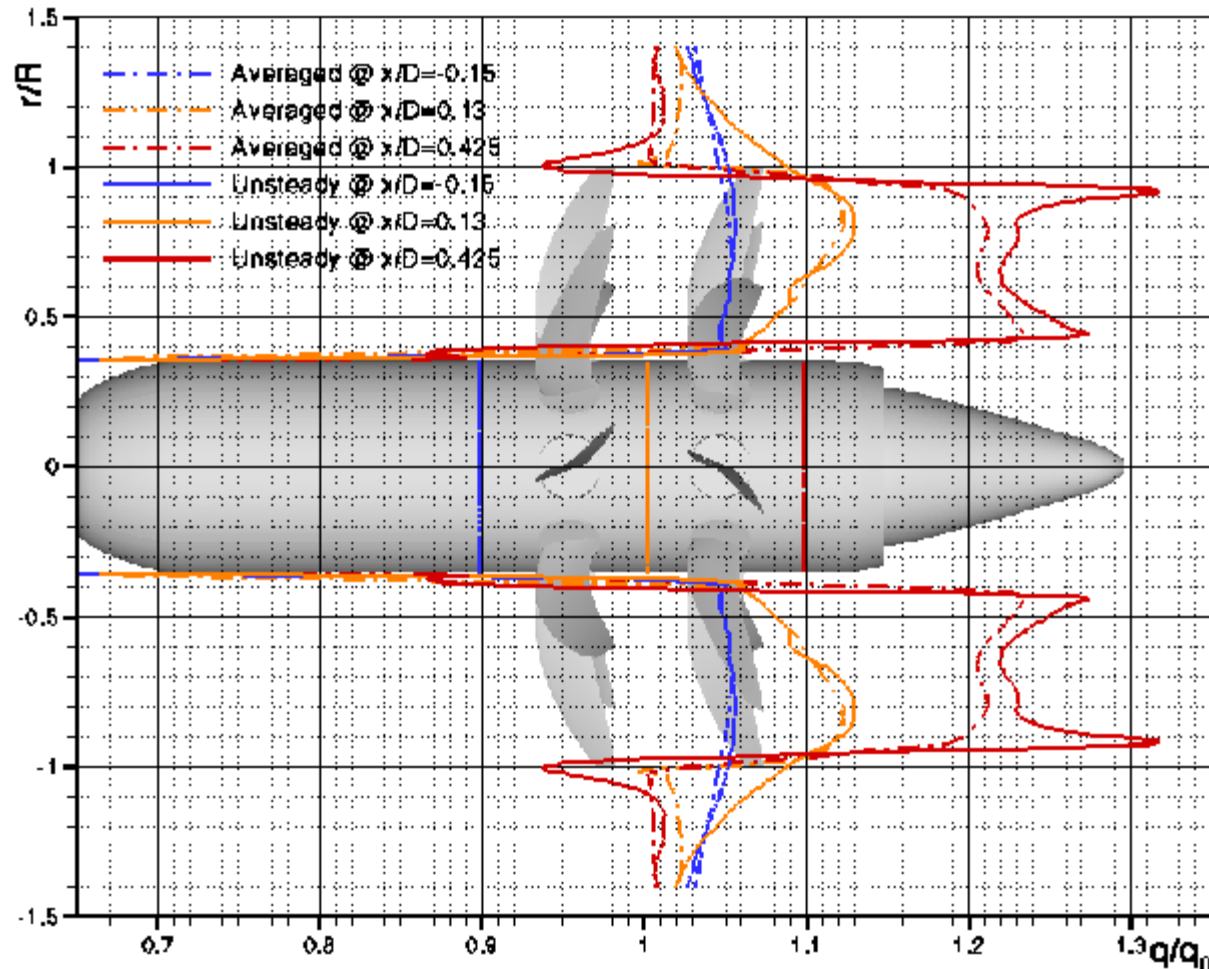 1.5
r/R
Averaged @ x/D=-0.15
Averaged @ x/D=0.13
Averaged @ x/D=0.425
Unsteady @ x/D=-0.15
Unsteady @ x/D=0.13
Unsteady @ x/D=0.425
1
0.5
0
-0.5
-1
-1.5
0.7 0.8 0.9 1 1.1 1.2 1.3 q/q₀